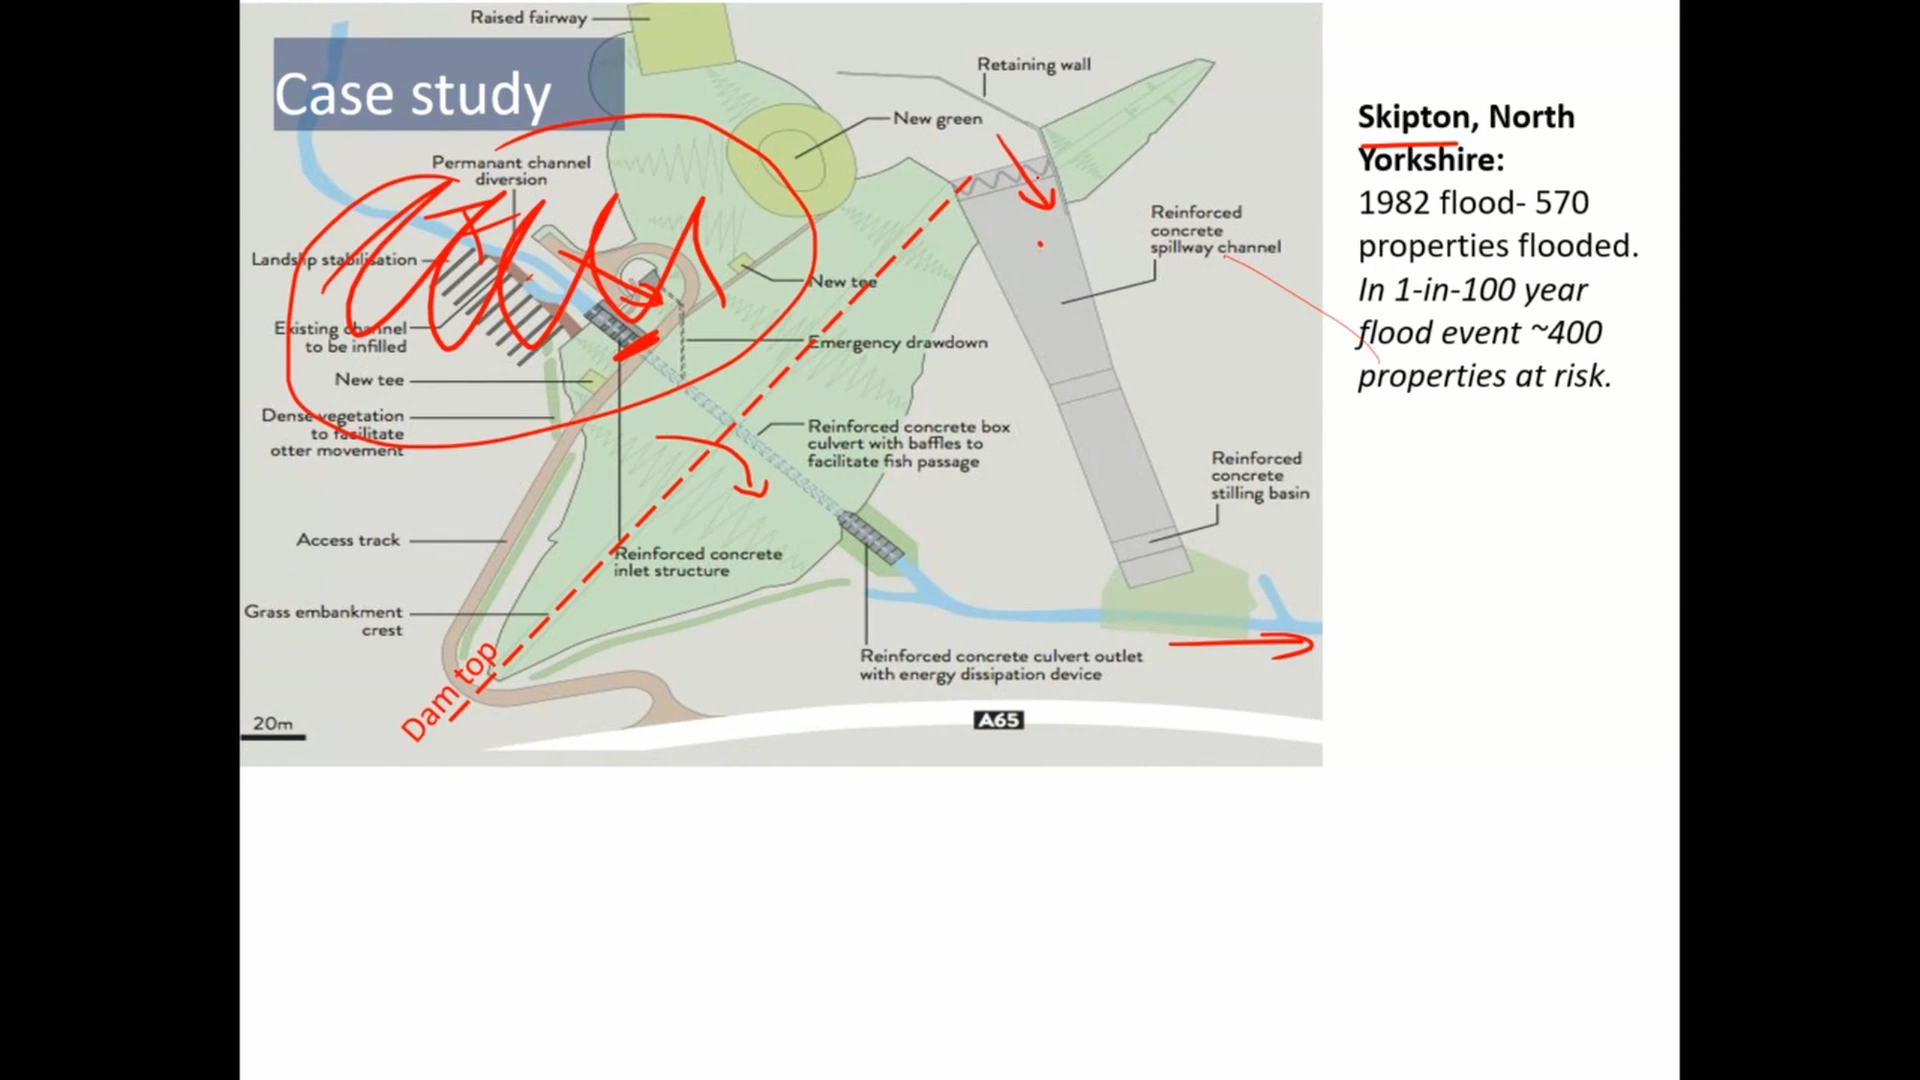 Raised fairway
Case study
Retaining wall
New green
Permanant channel
diversion
Reinforced
concrete
spillway channel
Landslip stabilisation
New tee
Existing channel
to be infilled
Emergency drawdown
New tee
Dense vegetation
to facilitate
otter movement
Reinforced concrete box
culvert with baffles to
facilitate fish passage
Reinforced
concrete
stilling basin
Access track
Reinforced concrete
inlet structure
Grass embankment
crest
Dam top
Reinforced concrete culvert outlet
with energy dissipation device
20m
A65
Skipton, North
Yorkshire:
1982 flood- 570
properties flooded.
In 1-in-100 year
flood event ~400
properties at risk.